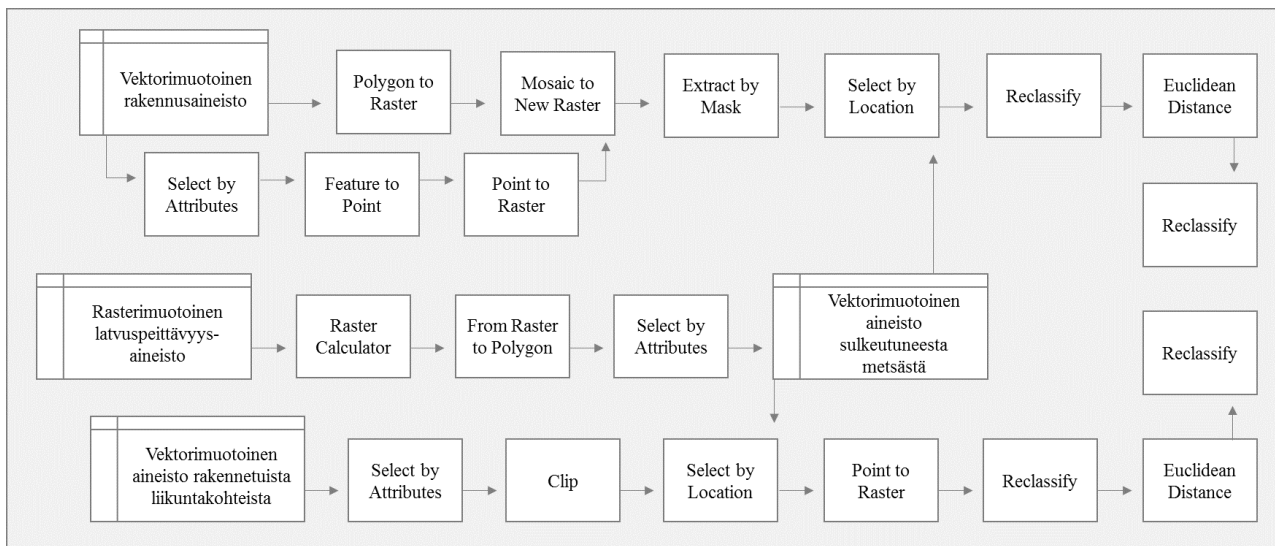 Vektorimuotoinen
rakennusaineisto
Polygon to
Raster
Mosaic to
New Raster
Extract by
Mask
Select by
Location
Reclassify
Euclidean
Distance
Select by
Attributes
Feature to
Point
Point to
Raster
Reclassify
Rasterimuotoinen
latvuspeittävyys-
aineisto
Raster
Calculator
From Raster
to Polygon
Select by
Attributes
Vektorimuotoinen
aineisto
sulkeutuneesta
metsästä
Reclassify
Vektorimuotoinen
aineisto rakennetuista
liikuntakohteista
Select by
Attributes
Clip
Select by
Location
Point to
Raster
Reclassify
Euclidean
Distance